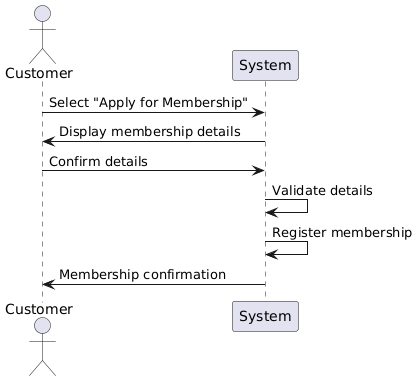 Customer
System
Select "Apply for Membership"
Display membership details
Confirm details
Validate details
Register membership
Membership confirmation
Customer
System